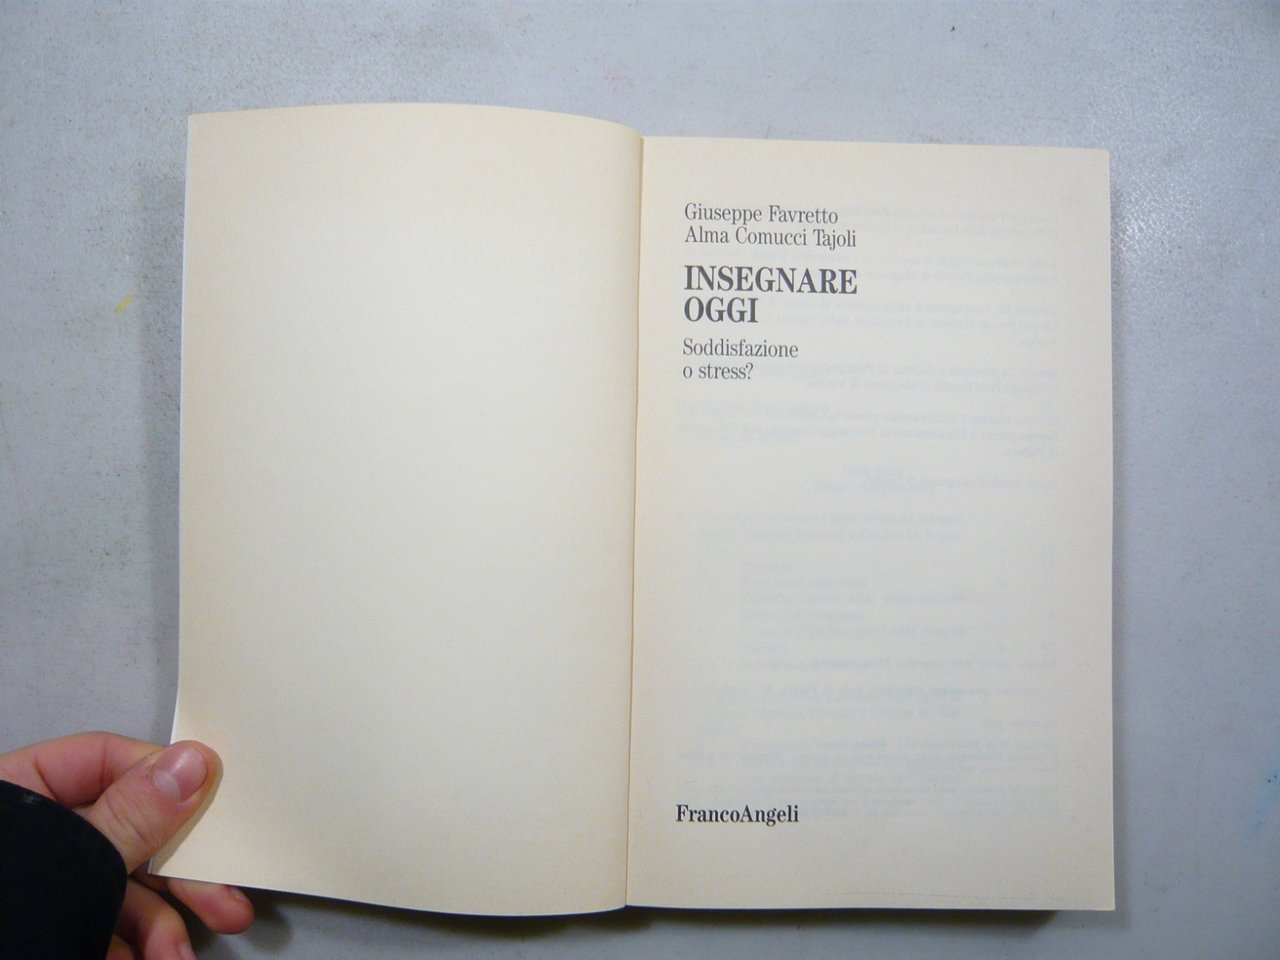 Giuseppe Favretto
Alma Comucci Tajoli
INSEGNARE
OGGI
Soddisfazione
o stress?
FrancoAngeli